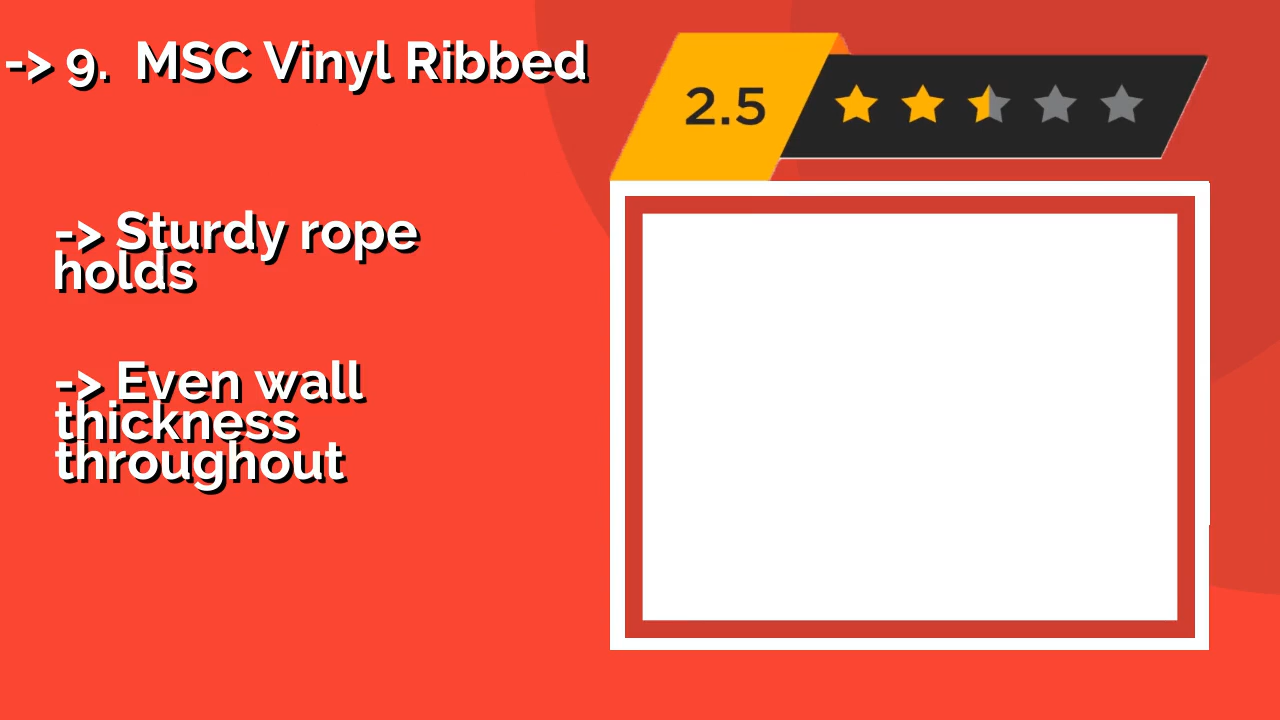 -> 9.  MSC Vinyl Ribbed
2.5
-> Sturdy rope
holds
-> Even wall
thickness
throughout